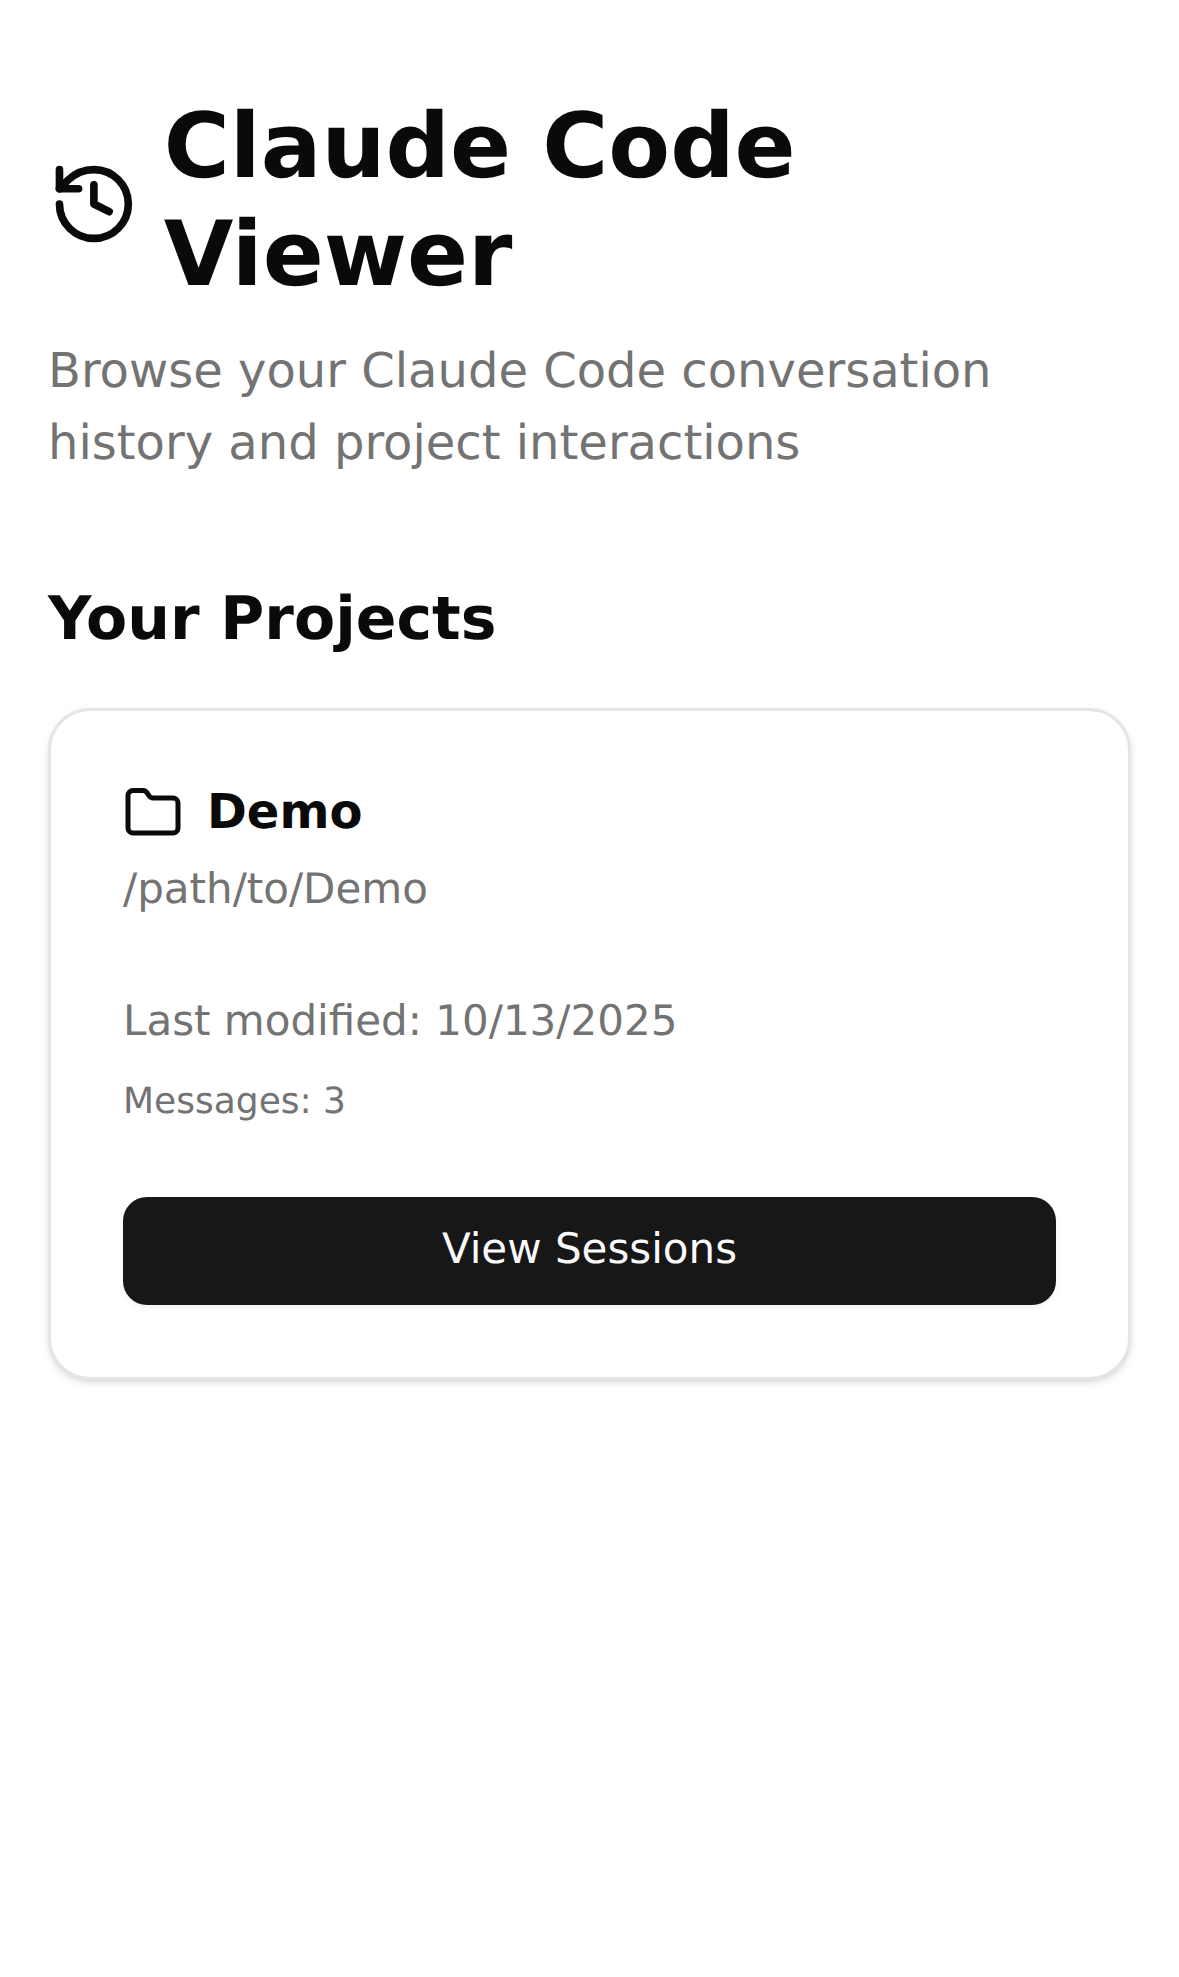 Claude Code
Viewer
Browse your Claude Code conversation
history and project interactions
Your Projects
Demo
/path/to/Demo
Last modified: 10/13/2025
Messages: 3
View Sessions